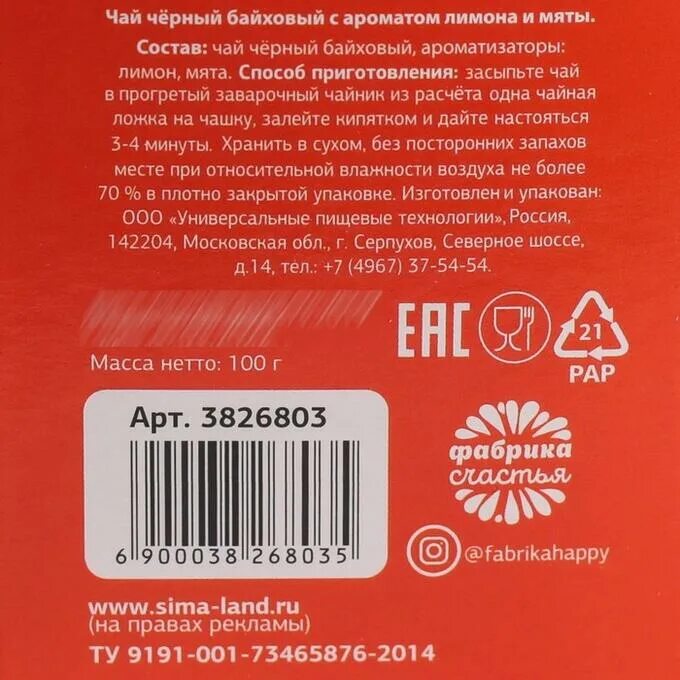 Чай чёрный байховый с ароматом лимона и мяты.
Состав: чай чёрный байховый, ароматизаторы:
лимон, мята. Способ приготовления: засыпьте чай
в прогретый заварочный чайник из расчёта одна чайная
ложка на чашку, залейте кипятком и дайте настояться
3-4 минуты. Хранить в сухом, без посторонних запахов
месте при относительной влажности воздуха не более
70 % в плотно закрытой упаковке. Изготовлен и упакован:
ООО «Универсальные пищевые технологии», Россия,
142204, Московская обл., г. Серпухов, Северное шоссе,
д.14, тел.: +7 (4967) 37-54-54.
EAC
21
PAP
Масса нетто: 100 г
Арт. 3826803
6 900038 268035
фабрика
счастья
@fabrikahappy
www.sima-land.ru
(на правах рекламы)
ТУ 9191-001-73465876-2014